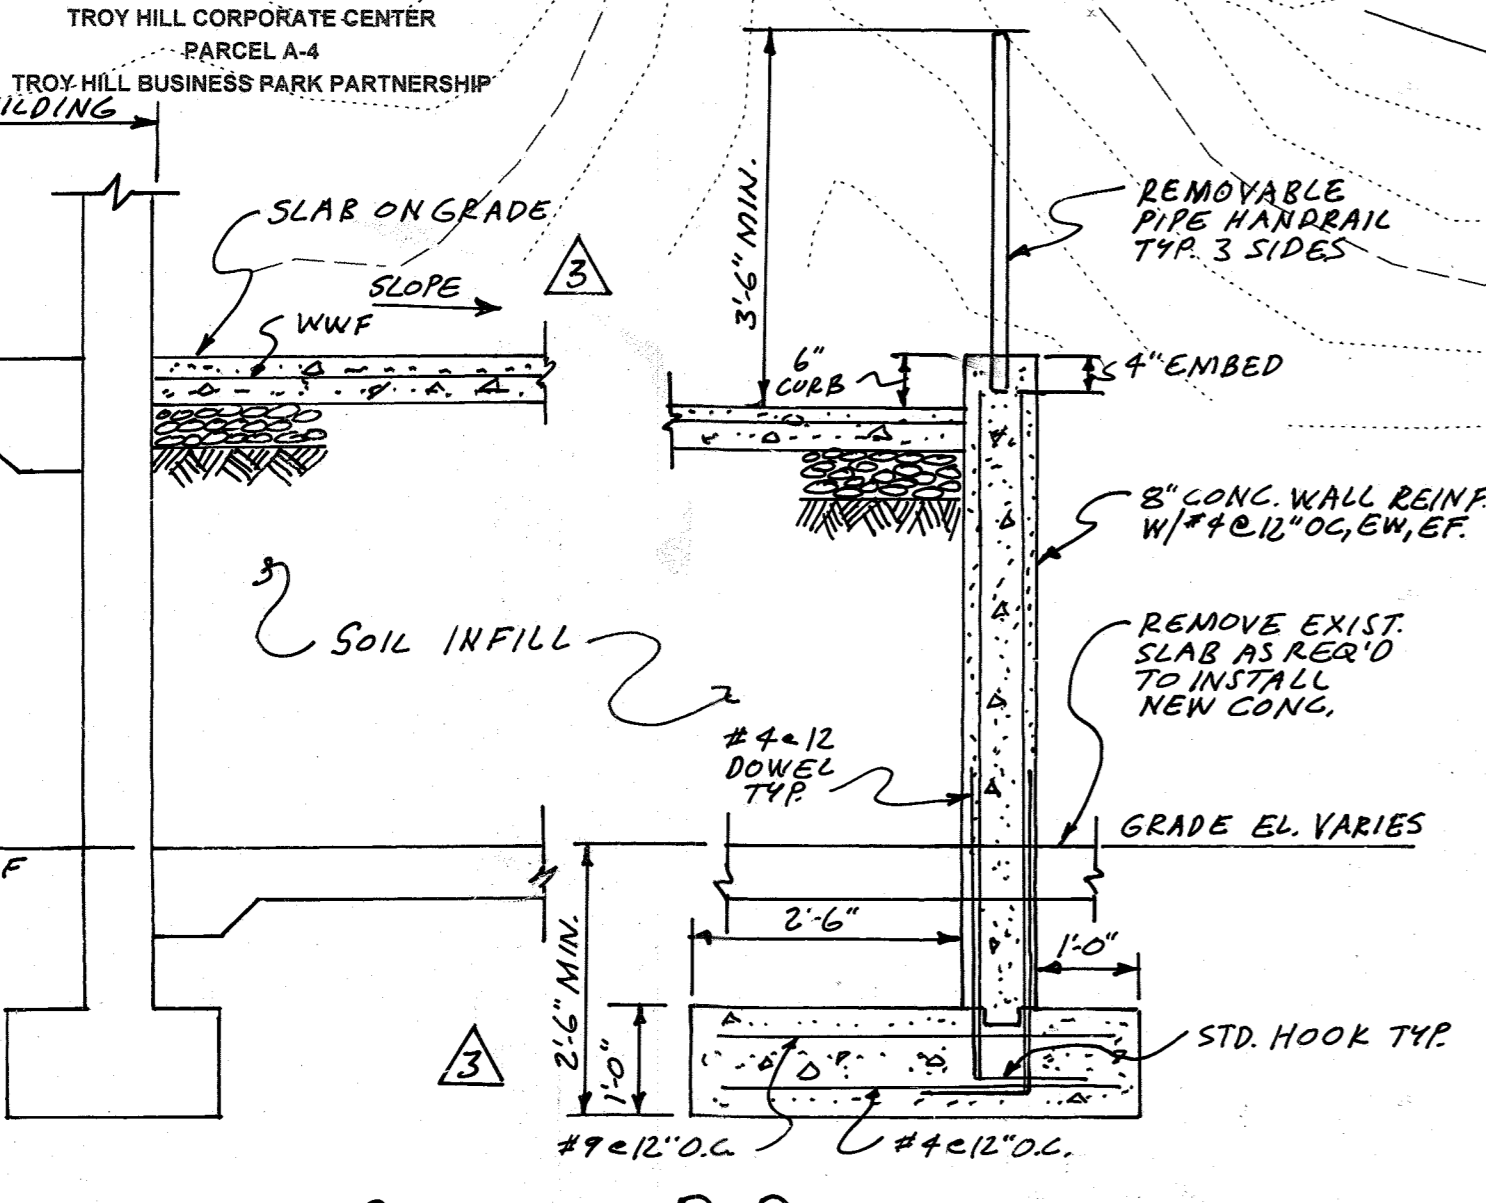 TROY HILL CORPORATE CENTER
PARCEL A-4
TROY HILL BUSINESS PARK PARTNERSHIP
ILDING
SLAB ON GRADE
SLOPE
WWF
3
3'-6" MIN.
REMOVABLE
PIPE HANDRAIL
TYP. 3 SIDES
6"
CURB
4" EMBED
8" CONC. WALL REINF.
W/#4@12"OC, EW, EF.
SOIL INFILL
REMOVE EXIST.
SLAB AS REQ'D
TO INSTALL
NEW CONC.
#4@12
DOWEL
TYP.
GRADE EL. VARIES
F
2'-6"
1'-0"
2'-6" MIN.
1'-0"
3
STD. HOOK TYP.
#9@12"O.C.
#4@12"O.C.